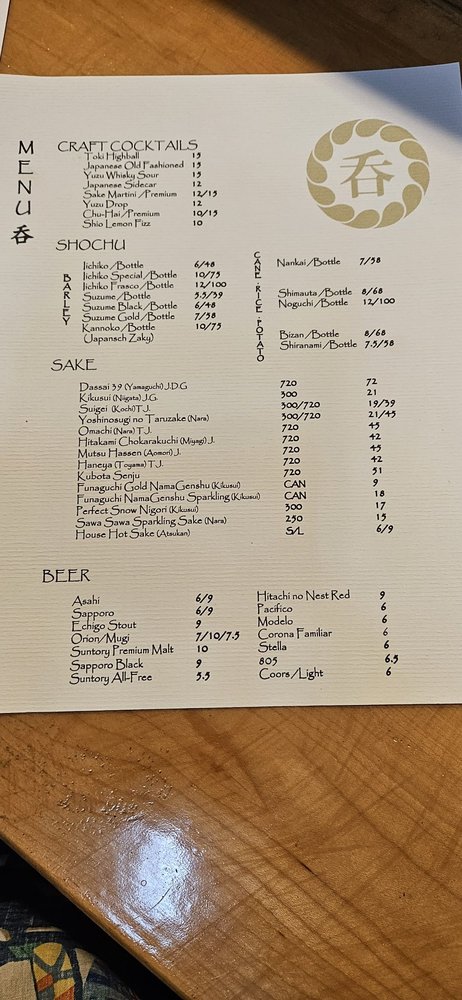 MENU呑
呑
CRAFT COCKTAILS
Toki Highball 15
Japanese Old Fashioned 15
Yuzu Whisky Sour 15
Japanese Sidecar 12
Sake Martini /Premium 12/15
Yuzu Drop 12
Chu-Hai /Premium 10/15
Shio Lemon Fizz 10
SHOCHU
BARLEY
Iichiko /Bottle 6/48
Iichiko Special /Bottle 10/75
Iichiko Frasco /Bottle 12/100
Suzume /Bottle 5.5/39
Suzume Black /Bottle 6/48
Suzume Gold /Bottle 7/58
Kannoko /Bottle 10/75
(Uapansch Zaky)
CANE RICE POTATO
Nankai /Bottle 7/58
Shimauta /Bottle 8/68
Noguchi /Bottle 12/100
Bizan /Bottle 8/68
Shiranami /Bottle 7.5/58
SAKE
Dassai 39 (Yamaguchi) J.D.G 720 72
Kikusui (Niigata) J.G. 300 21
Suigei (Kochi) T.J. 300/720 19/39
Yoshinosugi no Taruzake (Nara) 300/720 21/45
Omachi (Nara) T.J. 720 45
Hitakami Chokarakuchi (Miyagi) J. 720 42
Mutsu Hassen (Aomori) J. 720 45
Haneya (Toyama) T.J. 720 42
Kubota Senju 720 51
Funaguchi Gold NamaGenshu (Kikusui) CAN 9
Funaguchi NamaGenshu Sparkling (Kikusui) CAN 18
Perfect Snow Nigori (Kikusui) 300 17
Sawa Sawa Sparkling Sake (Nara) 250 15
House Hot Sake (Atsukan) S/L 6/9
BEER
Asahi 6/9
Sapporo 6/9
Echigo Stout 9
Orion/Mugi 7/10/7.5
Suntory Premium Malt 10
Sapporo Black 9
Suntory All-Free 5.5
Hitachi no Nest Red 9
Pacifico 6
Modelo 6
Corona Familiar 6
Stella 6
805 6.5
Coors /Light 6